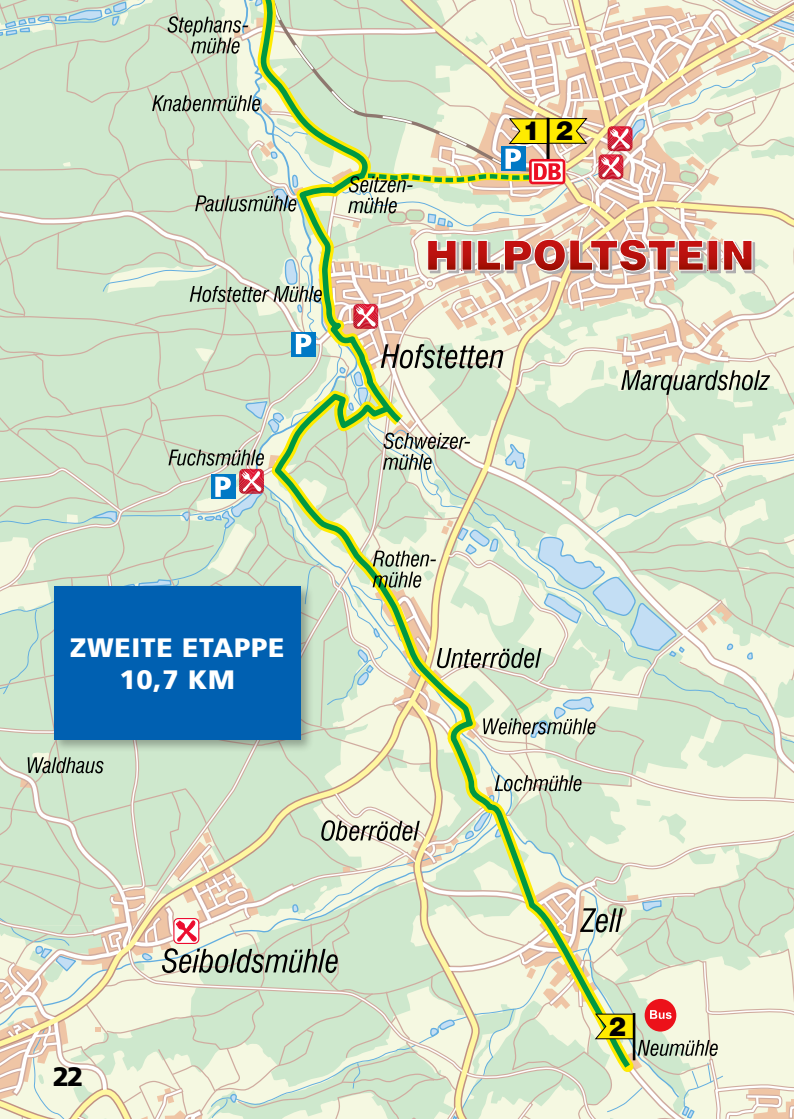 Stephans-
mühle
Knabenmühle
1 2
P
DB
Seitzen-
mühle
Paulusmühle
HILPOLTSTEIN
Hofstetter Mühle
P
Hofstetten
Marquardsholz
Schweizer-
mühle
Fuchsmühle
P
Rothen-
mühle
ZWEITE ETAPPE
10,7 KM
Unterrödel
Weihersmühle
Waldhaus
Lochmühle
Oberrödel
Zell
Seiboldsmühle
Bus
2
Neumühle
22